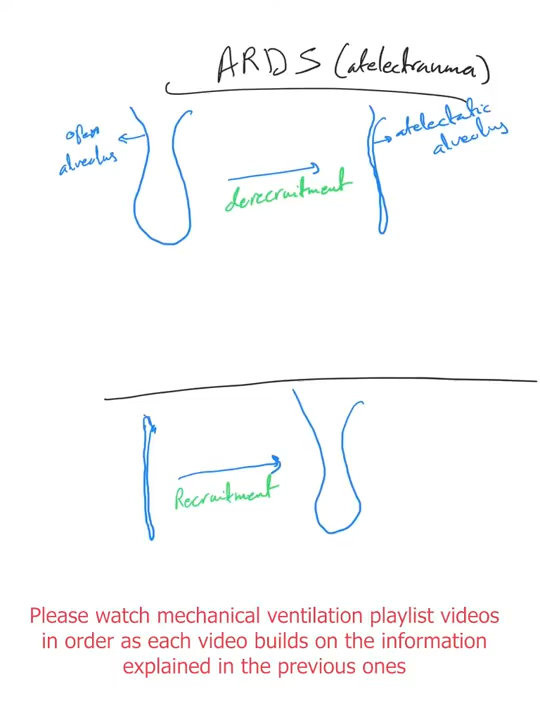 ARDS (atelectrauma)
open
alveolus
derecruitment
atelectatic
alveolus
Recruitment
Please watch mechanical ventilation playlist videos
in order as each video builds on the information
explained in the previous ones